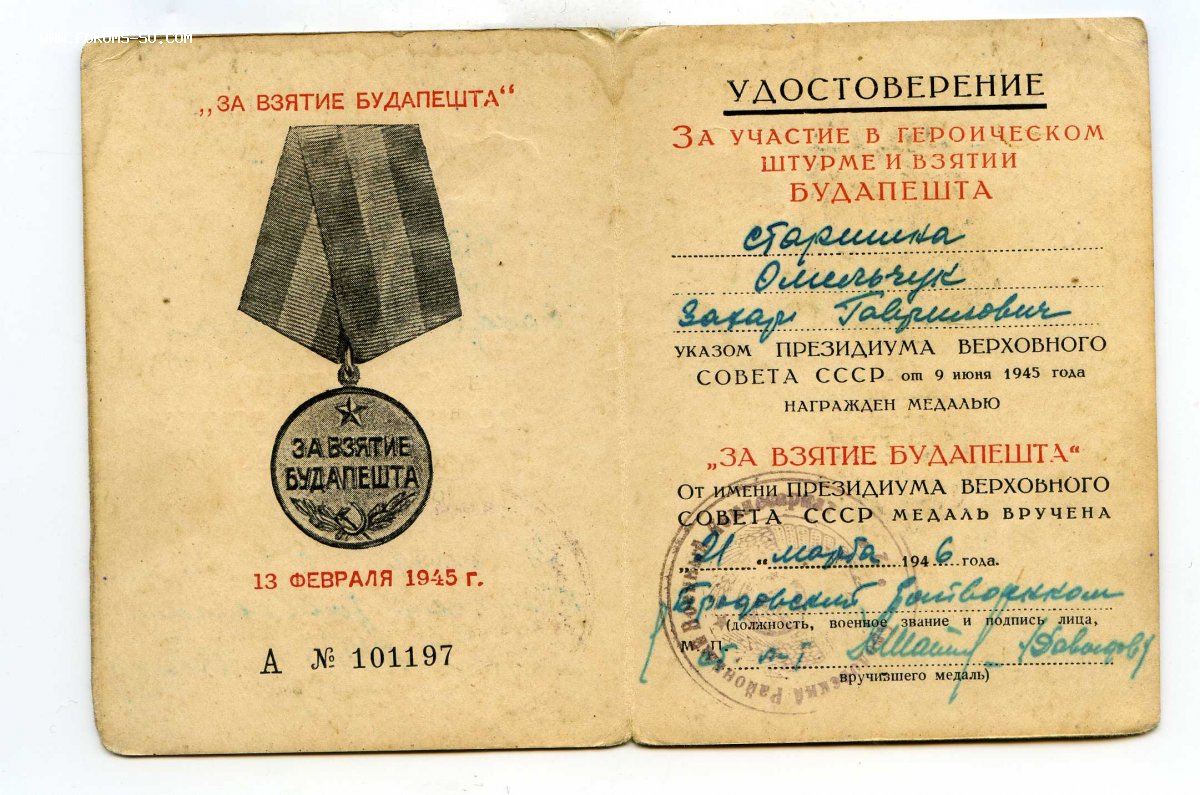 „ЗА ВЗЯТИЕ БУДАПЕШТА“
ЗА ВЗЯТИЕ
БУДАПЕШТА
13 ФЕВРАЛЯ 1945 г.
А № 101197
УДОСТОВЕРЕНИЕ
ЗА УЧАСТИЕ В ГЕРОИЧЕСКОМ
ШТУРМЕ И ВЗЯТИИ
БУДАПЕШТА
старшина
Омельчук
Захар Гаврилович
УКАЗОМ ПРЕЗИДИУМА ВЕРХОВНОГО
СОВЕТА СССР от 9 июня 1945 года
НАГРАЖДЕН МЕДАЛЬЮ
„ЗА ВЗЯТИЕ БУДАПЕШТА“
От имени ПРЕЗИДИУМА ВЕРХОВНОГО
СОВЕТА СССР МЕДАЛЬ ВРУЧЕНА
„21“ марта 1946 года.
Бродовский Райвоенком
(должность, военное звание и подпись лица,
М. П.
вручившего медаль)